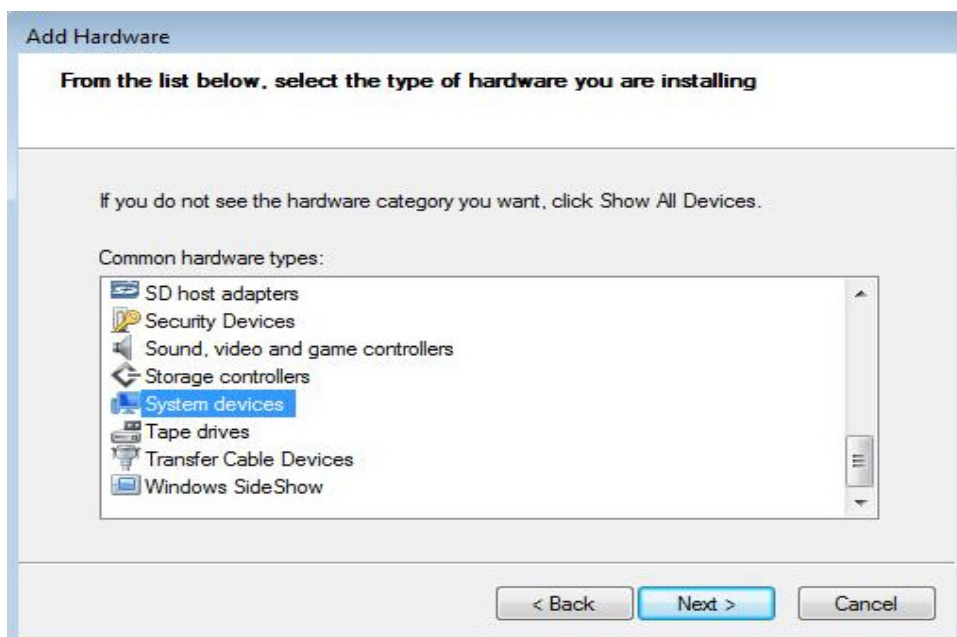 Add Hardware
From the list below, select the type of hardware you are installing
If you do not see the hardware category you want, click Show All Devices.
Common hardware types:
SD host adapters
Security Devices
Sound, video and game controllers
Storage controllers
System devices
Tape drives
Transfer Cable Devices
Windows SideShow
< Back Next > Cancel